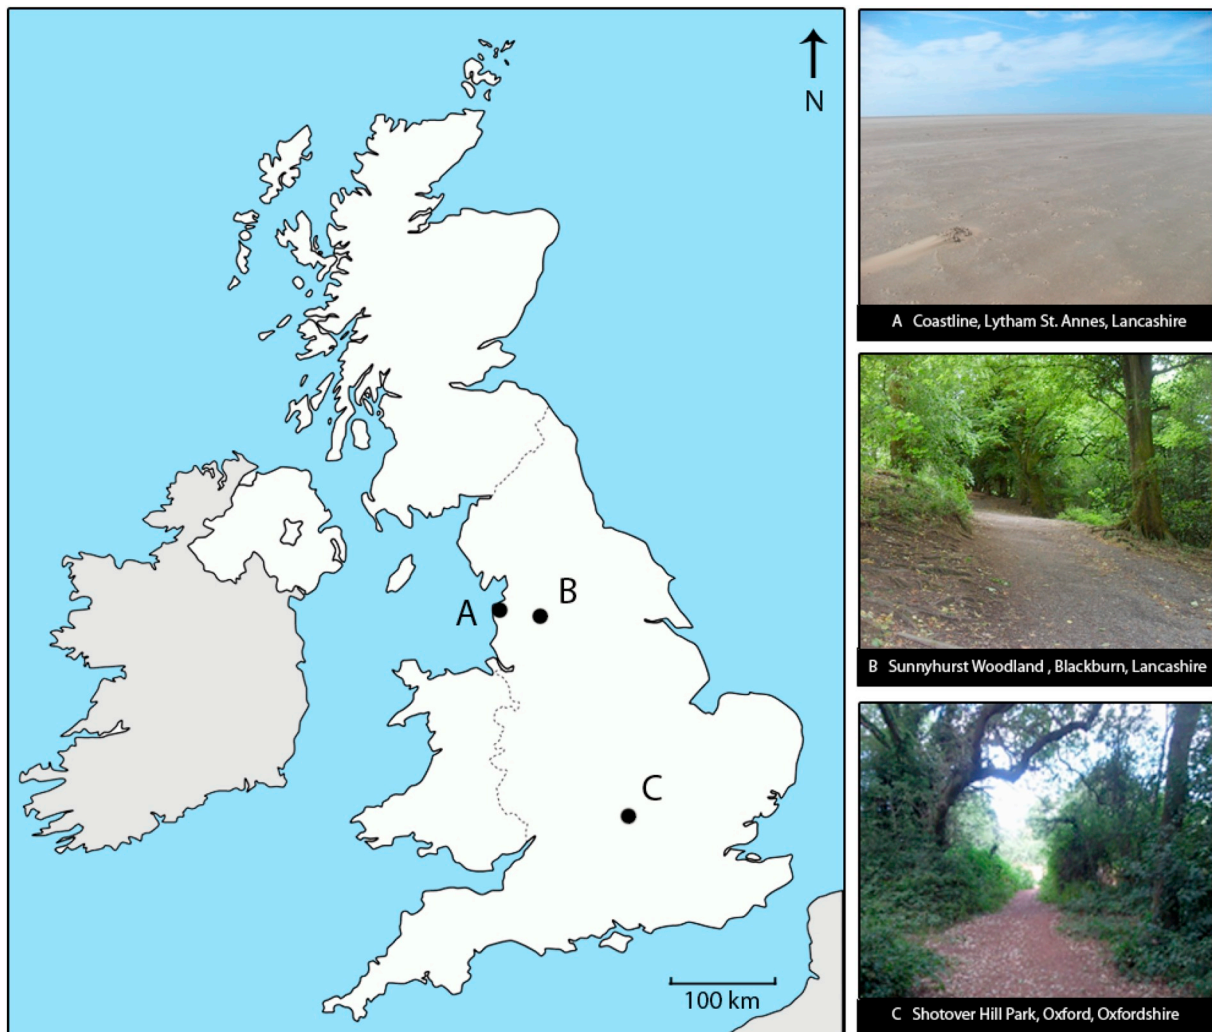 N
A
B
C
100 km
A Coastline, Lytham St. Annes, Lancashire
B Sunnyhurst Woodland , Blackburn, Lancashire
C Shotover Hill Park, Oxford, Oxfordshire